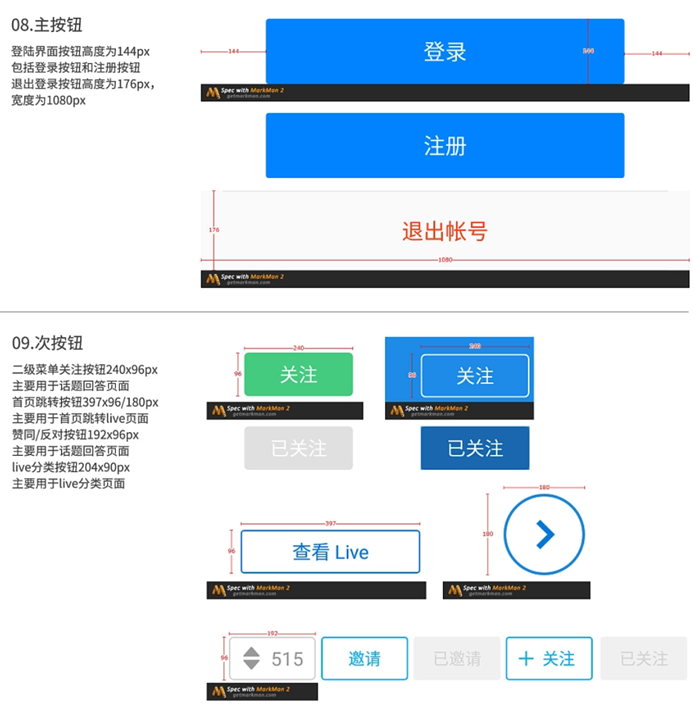 08.主按钮
登陆界面按钮高度为144px
包括登录按钮和注册按钮
退出登录按钮高度为176px，
宽度为1080px
144
登录
144
144
Spec with MarkMan 2
getmarkman.com
注册
176
退出帐号
1080
Spec with MarkMan 2
getmarkman.com
09.次按钮
二级菜单关注按钮240x96px
主要用于话题回答页面
首页跳转按钮397x96/180px
主要用于首页跳转live页面
赞同/反对按钮192x96px
主要用于话题回答页面
live分类按钮204x90px
主要用于live分类页面
240
96
关注
Spec with MarkMan 2
getmarkman.com
240
96
关注
Spec with MarkMan 2
getmarkman.com
已关注
已关注
397
96
查看 Live
Spec with MarkMan 2
getmarkman.com
180
180
Spec with MarkMan 2
getmarkman.com
192
96
515
邀请
已邀请
+ 关注
已关注
Spec with MarkMan 2
getmarkman.com